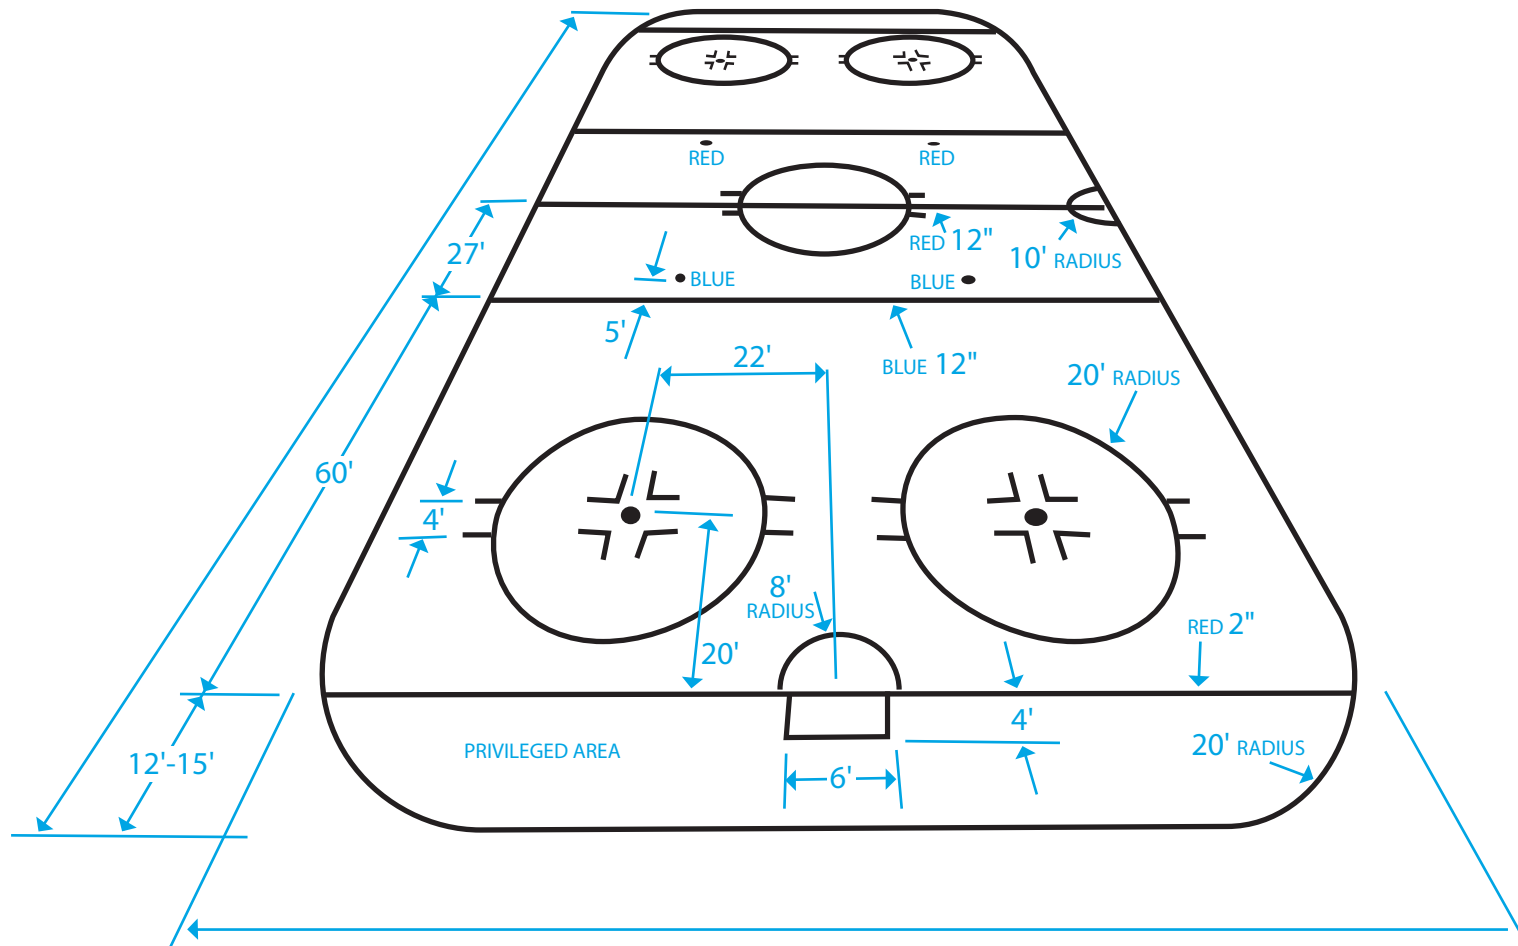 RED
RED
RED 12"
27'
10' RADIUS
BLUE
BLUE
5'
22'
BLUE 12"
20' RADIUS
60'
4'
8'
RADIUS
RED 2"
20'
4'
PRIVILEGED AREA
20' RADIUS
12'-15'
6'